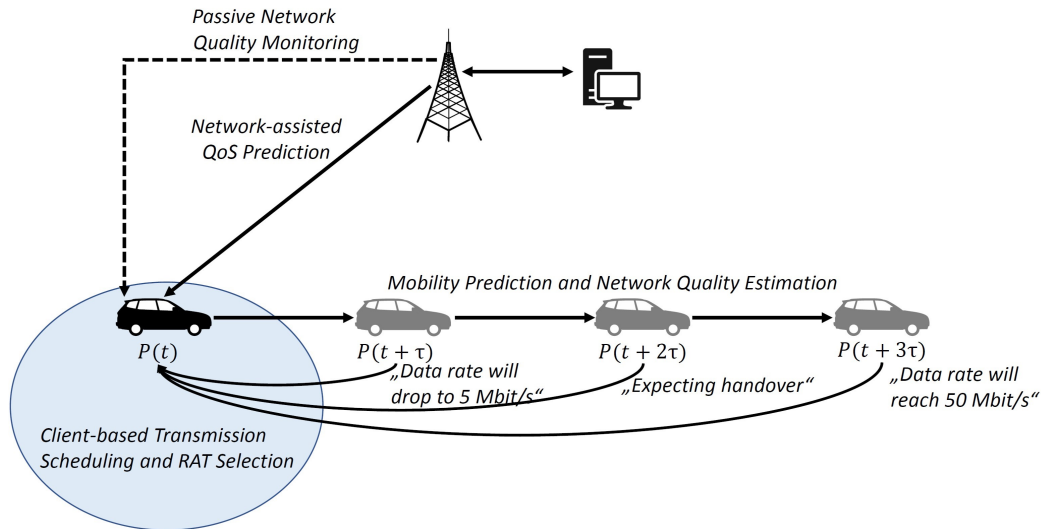 Passive Network
Quality Monitoring
Network-assisted
QoS Prediction
Mobility Prediction and Network Quality Estimation
P(t)
P(t + τ)
P(t + 2τ)
P(t + 3τ)
„Data rate will
drop to 5 Mbit/s“
„Expecting handover“
„Data rate will
reach 50 Mbit/s“
Client-based Transmission
Scheduling and RAT Selection